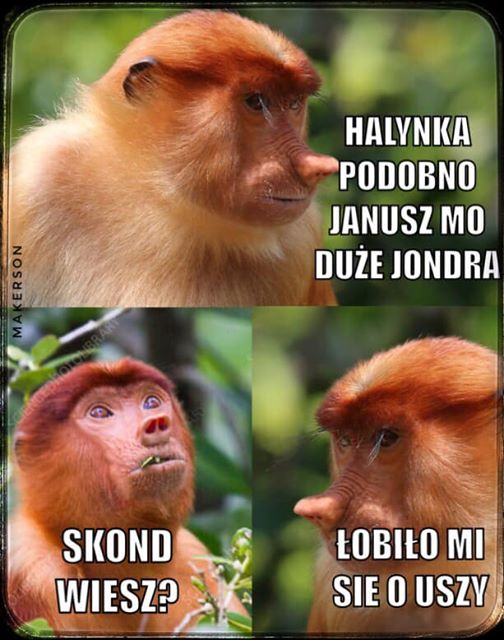 HALYNKA
PODOBNO
JANUSZ MO
DUŻE JONDRA
MAKERSON
SKOND
WIESZ?
ŁOBIŁO MI
SIE O USZY